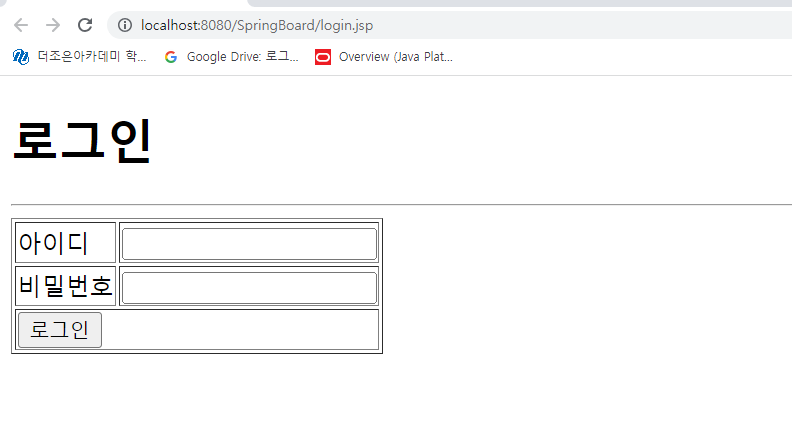 localhost:8080/SpringBoard/login.jsp
더조은아카데미 학... Google Drive: 로그... Overview (Java Plat...
로그인
아이디
비밀번호
로그인